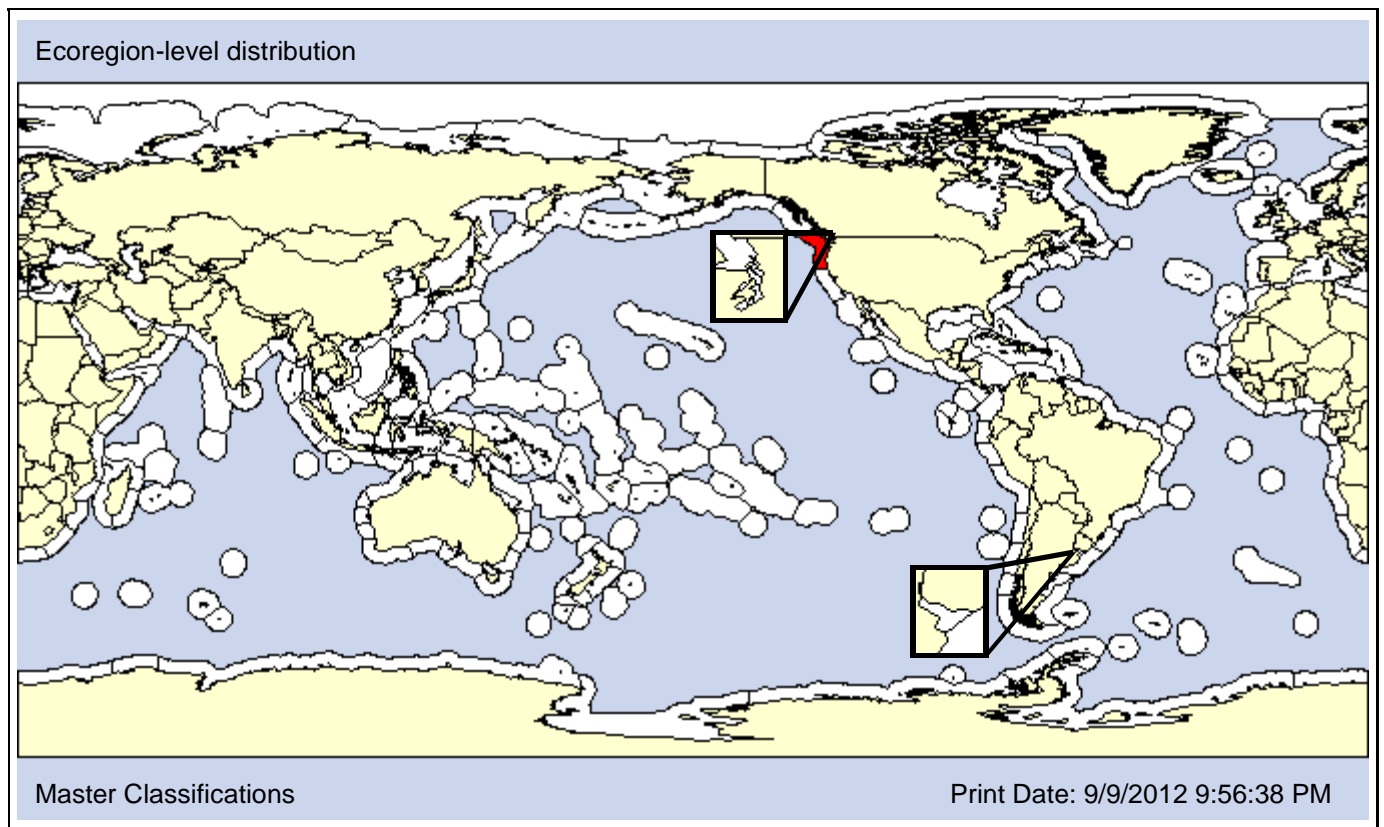 Ecoregion-level distribution
Master Classifications
Print Date: 9/9/2012 9:56:38 PM